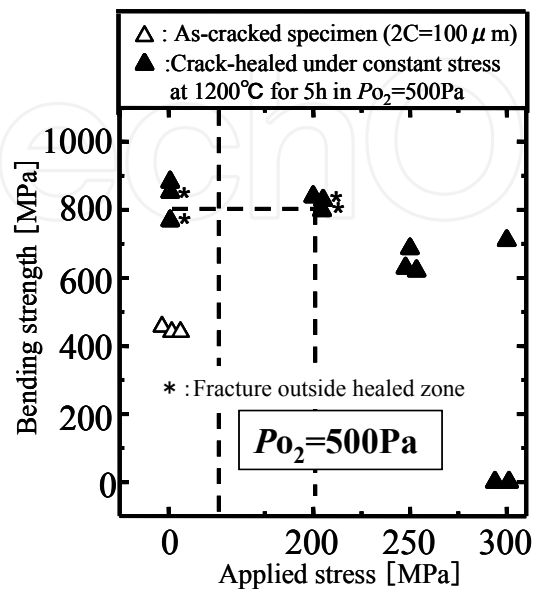 △ : As-cracked specimen (2C=100μm)
▲ :Crack-healed under constant stress
at 1200℃ for 5h in Po₂=500Pa
echO
Bending strength [MPa]
1000
800
600
400
200
0
*
*
*
*
* :Fracture outside healed zone
Po₂=500Pa
0 200 250 300
Applied stress [MPa]